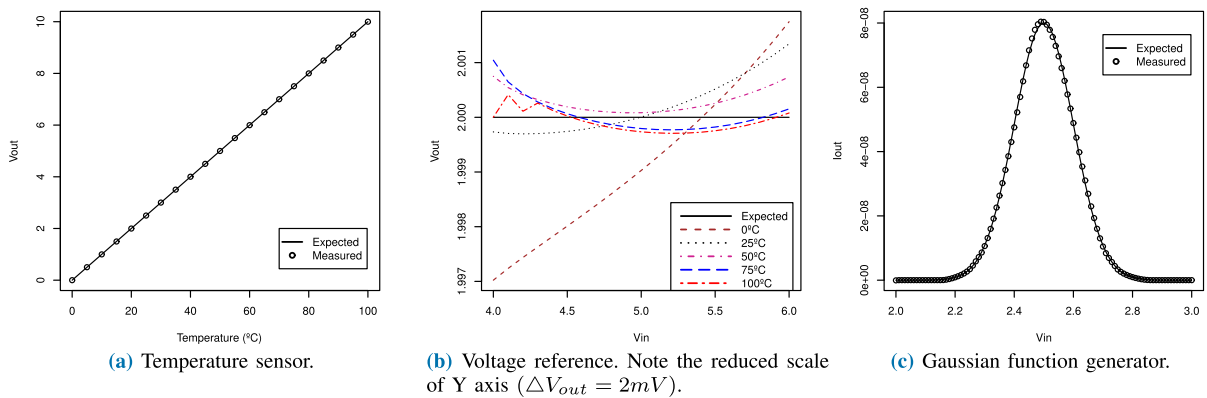 Vout
10
8
6
4
2
0
0
20
40
60
80
100
Temperature (ºC)
Expected
Measured
(a) Temperature sensor.
Vout
2.001
2.000
1.999
1.998
1.997
4.0
4.5
5.0
5.5
6.0
Vin
Expected
0ºC
25ºC
50ºC
75ºC
100ºC
(b) Voltage reference. Note the reduced scale
of Y axis (△V_out = 2mV).
Iout
8e−08
6e−08
4e−08
2e−08
0e+00
2.0
2.2
2.4
2.6
2.8
3.0
Vin
Expected
Measured
(c) Gaussian function generator.